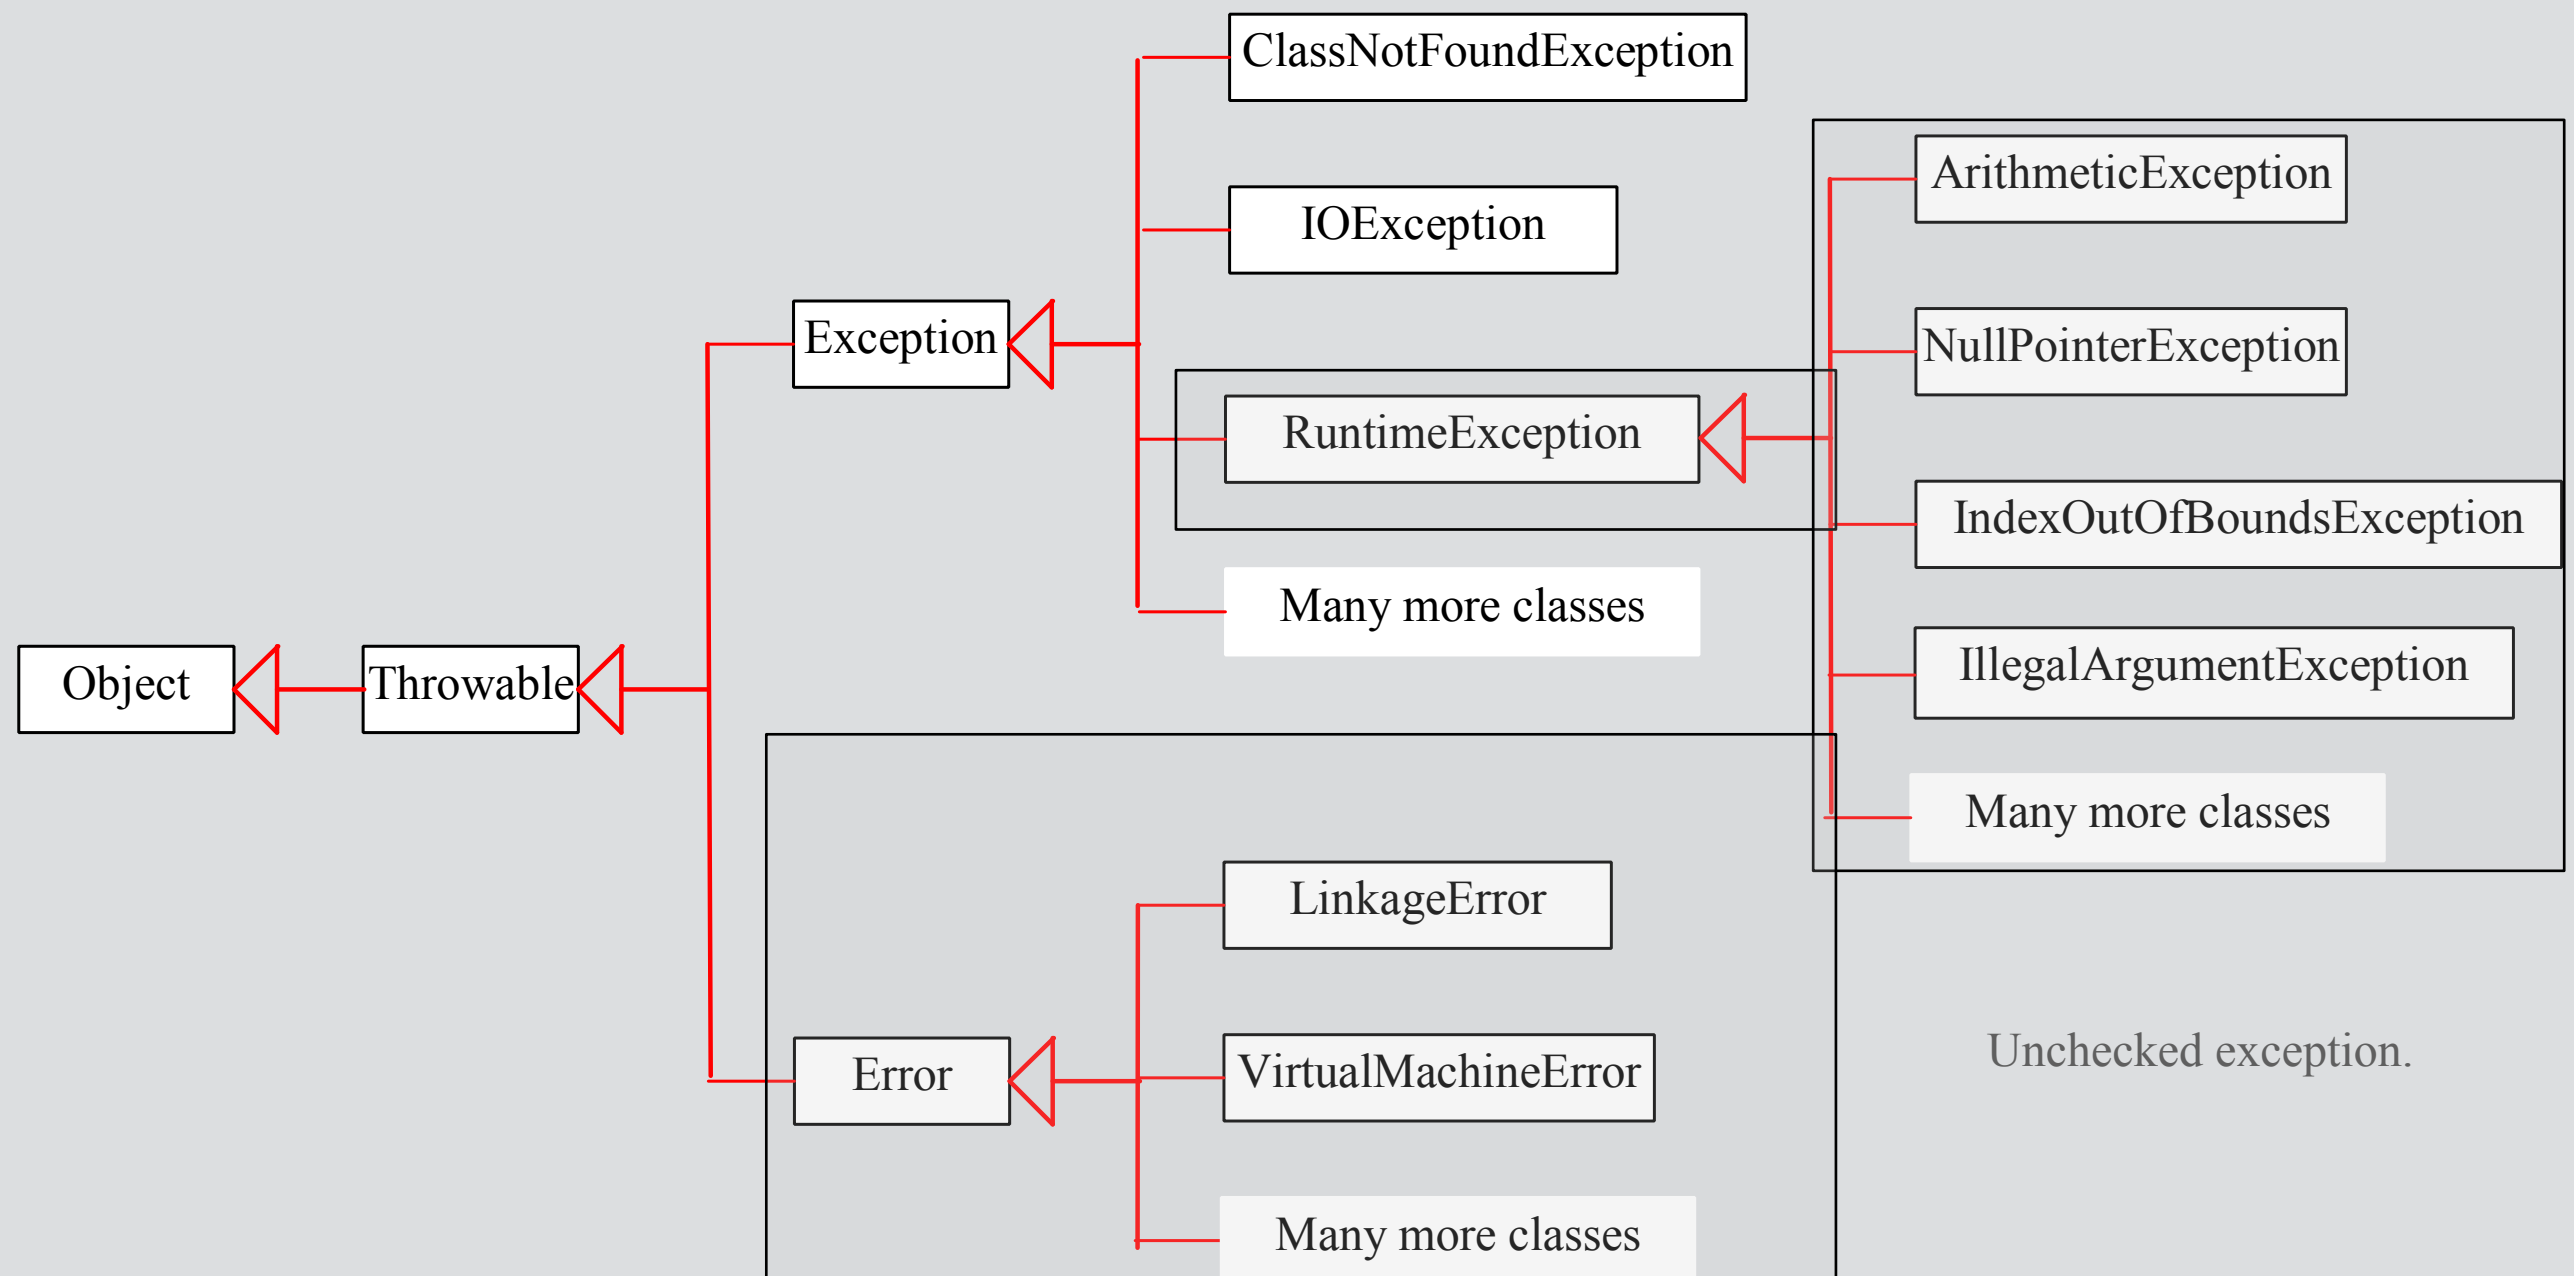 ClassNotFoundException
ArithmeticException
IOException
Exception
NullPointerException
RuntimeException
IndexOutOfBoundsException
Many more classes
Object
Throwable
IllegalArgumentException
Many more classes
LinkageError
Error
VirtualMachineError
Unchecked exception.
Many more classes